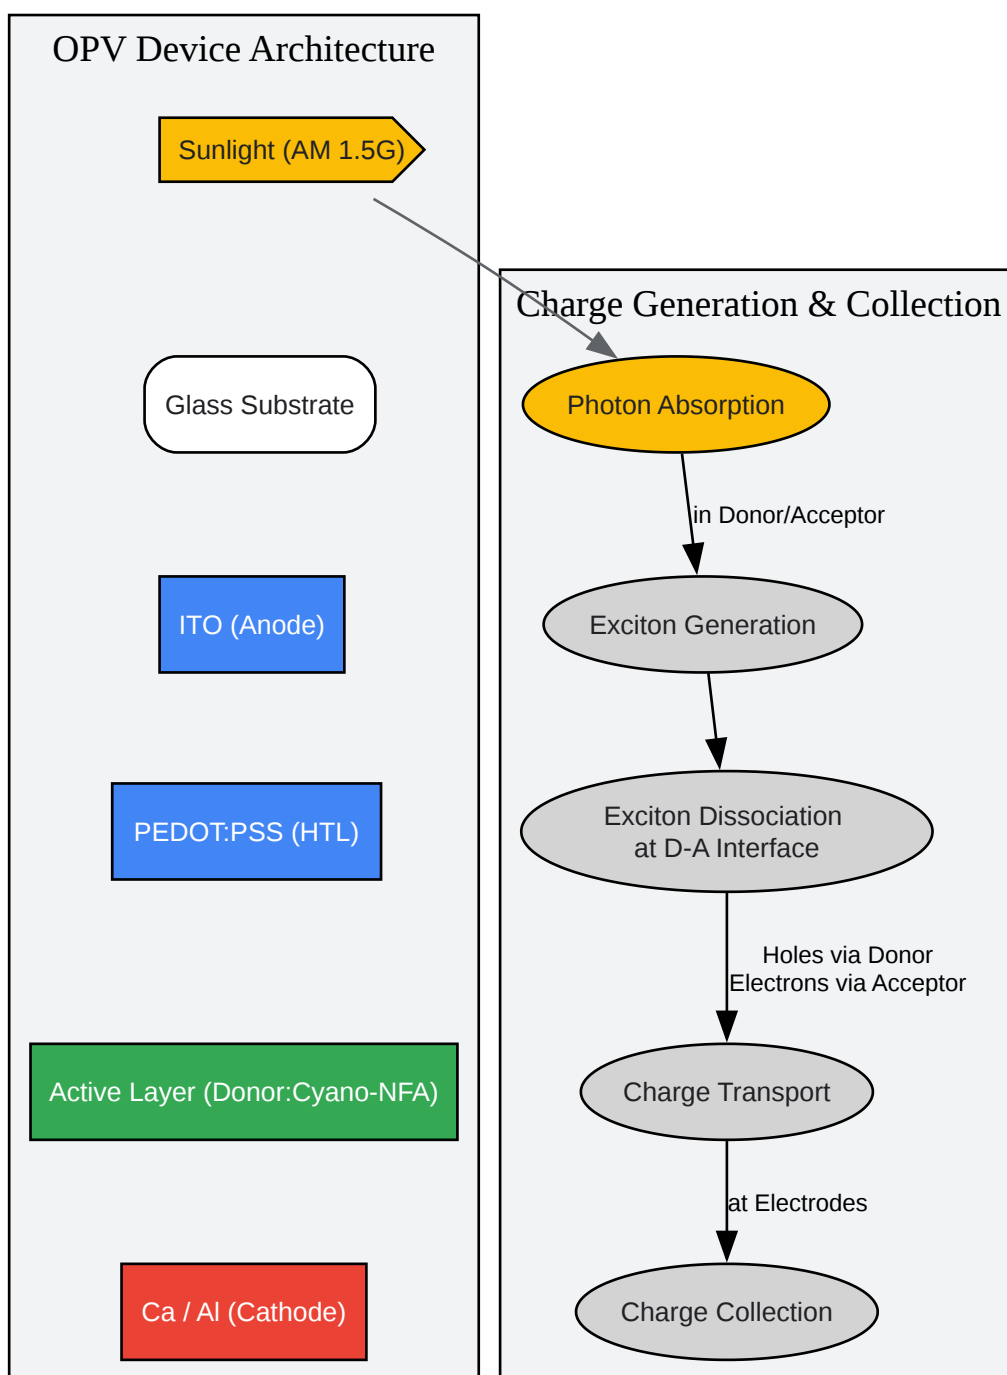 OPV Device Architecture
Sunlight (AM 1.5G)
Glass Substrate
ITO (Anode)
PEDOT:PSS (HTL)
Active Layer (Donor:Cyano-NFA)
Ca / Al (Cathode)
Charge Generation & Collection
Photon Absorption
in Donor/Acceptor
Exciton Generation
Exciton Dissociation
at D-A Interface
Holes via Donor
Electrons via Acceptor
Charge Transport
at Electrodes
Charge Collection